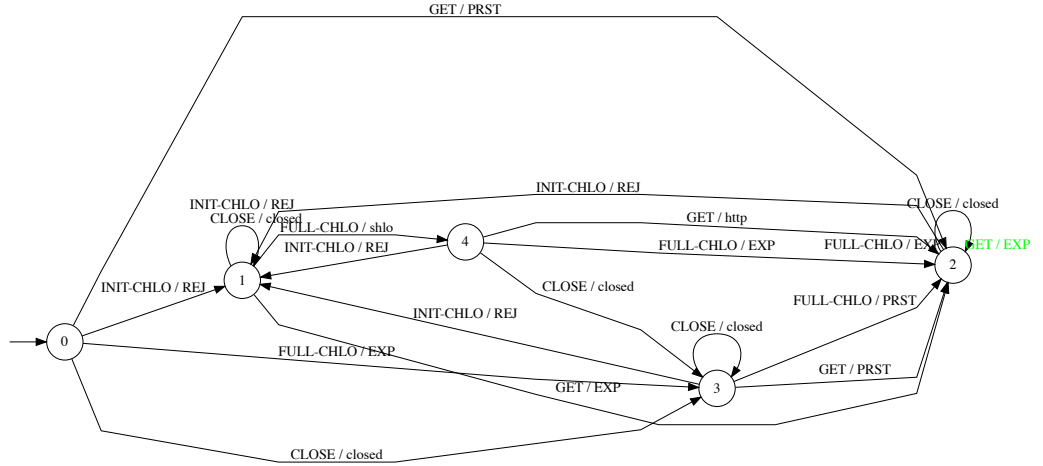 GET / PRST
INIT-CHLO / REJ
INIT-CHLO / REJ
CLOSE / closed
CLOSE / closed
FULL-CHLO / shlo
GET / http
INIT-CHLO / REJ
FULL-CHLO / EXP
FULL-CHLO / EXP
GET / EXP
4
2
1
INIT-CHLO / REJ
CLOSE / closed
FULL-CHLO / PRST
INIT-CHLO / REJ
CLOSE / closed
0
FULL-CHLO / EXP
GET / PRST
GET / EXP
3
CLOSE / closed